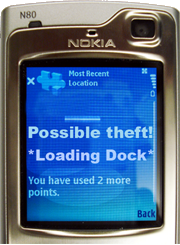 N80
NOKIA
Most Recent
Location
Possible theft!
*Loading Dock*
You have used 2 more
points.
Back